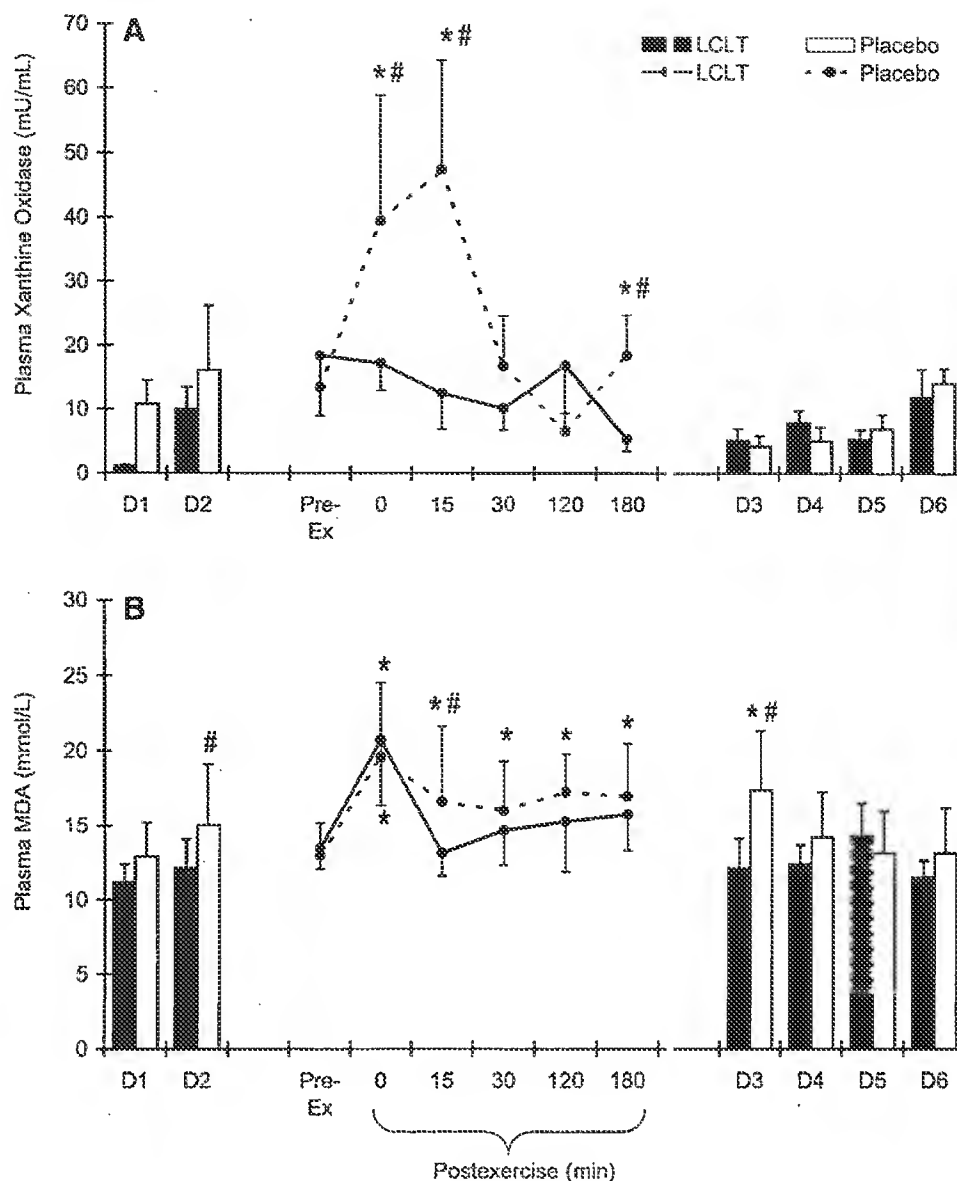 A
LCLT Placebo
LCLT Placebo
Plasma Xanthine Oxidase (mU/mL)
70
60
50
40
30
20
10
0
*#
*#
*#
D1 D2 Pre-Ex 0 15 30 120 180 D3 D4 D5 D6
B
Plasma MDA (mmol/L)
30
25
20
15
10
5
0
#
*
*
*#
*
*
*
*#
D1 D2 Pre-Ex 0 15 30 120 180 D3 D4 D5 D6
Postexercise (min)